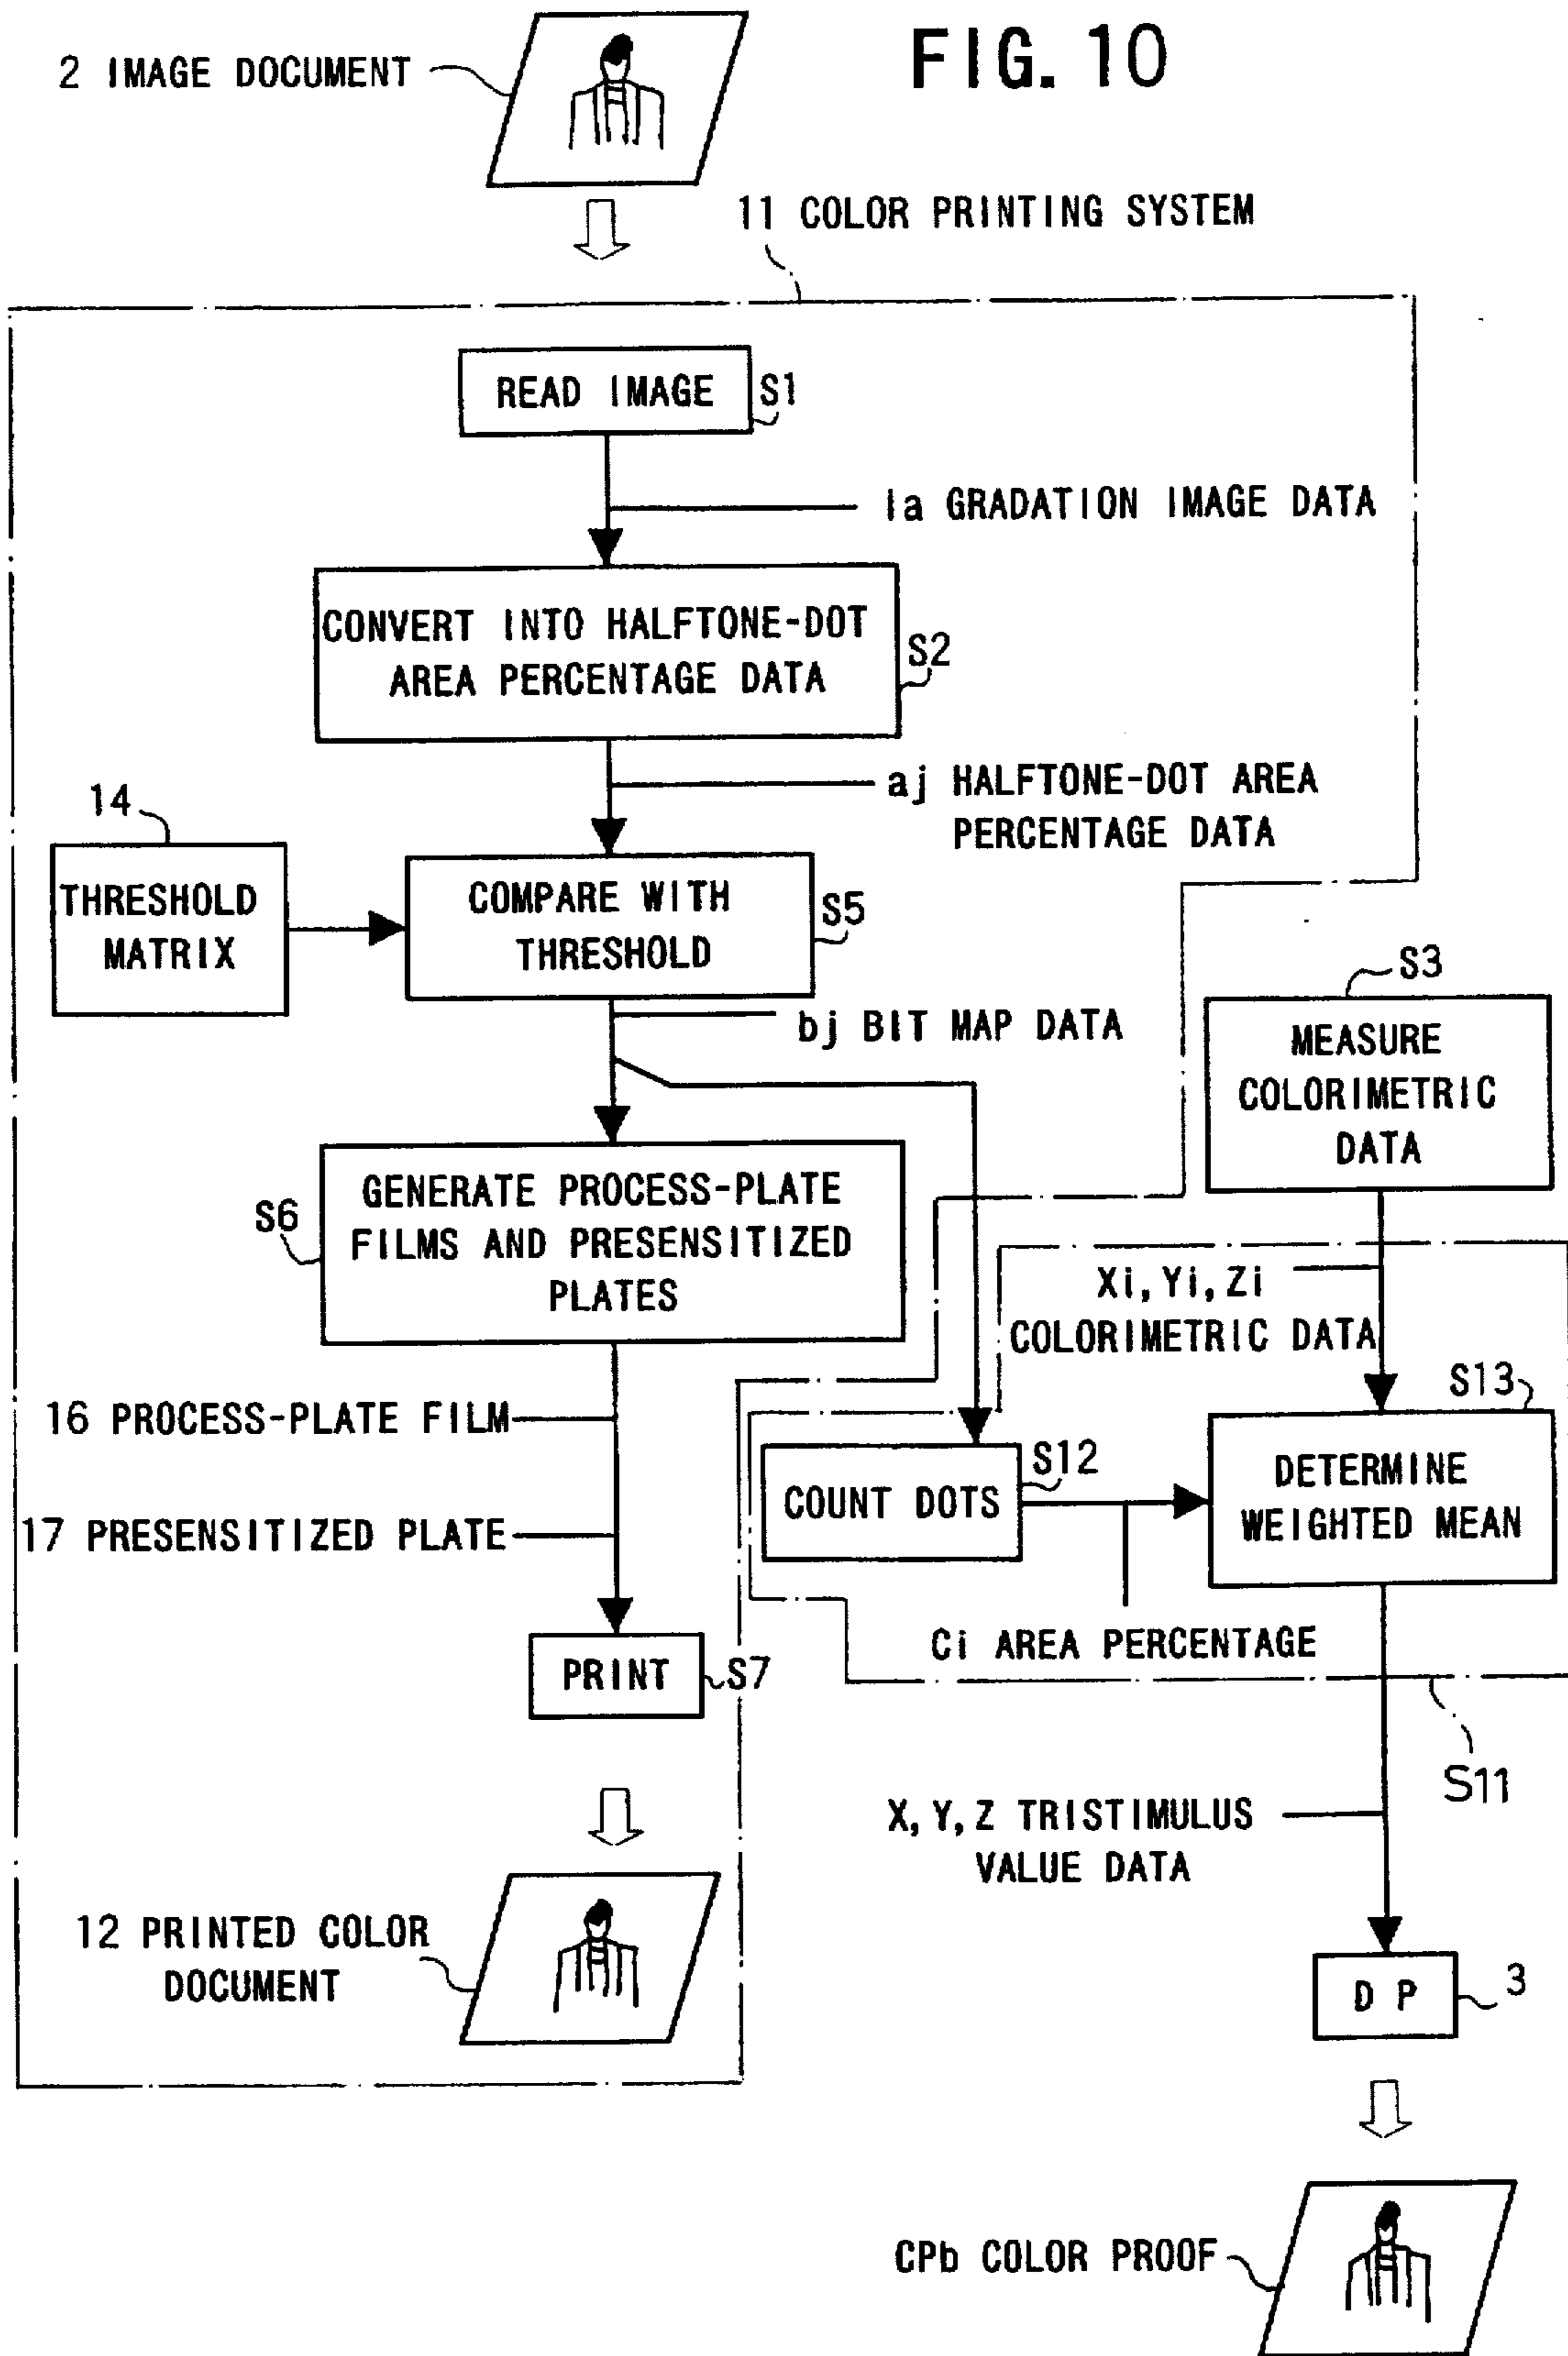 FIG. 10
2 IMAGE DOCUMENT
11 COLOR PRINTING SYSTEM
READ IMAGE
S1
Ia GRADATION IMAGE DATA
CONVERT INTO HALFTONE-DOT
AREA PERCENTAGE DATA
S2
aj HALFTONE-DOT AREA
PERCENTAGE DATA
14
THRESHOLD
MATRIX
COMPARE WITH
THRESHOLD
S5
bj BIT MAP DATA
S3
MEASURE
COLORIMETRIC
DATA
S6
GENERATE PROCESS-PLATE
FILMS AND PRESENSITIZED
PLATES
Xi, Yi, Zi
COLORIMETRIC DATA
16 PROCESS-PLATE FILM
17 PRESENSITIZED PLATE
COUNT DOTS
S12
S13
DETERMINE
WEIGHTED MEAN
Ci AREA PERCENTAGE
PRINT
S7
S11
X, Y, Z TRISTIMULUS
VALUE DATA
12 PRINTED COLOR
DOCUMENT
D P
3
CPb COLOR PROOF